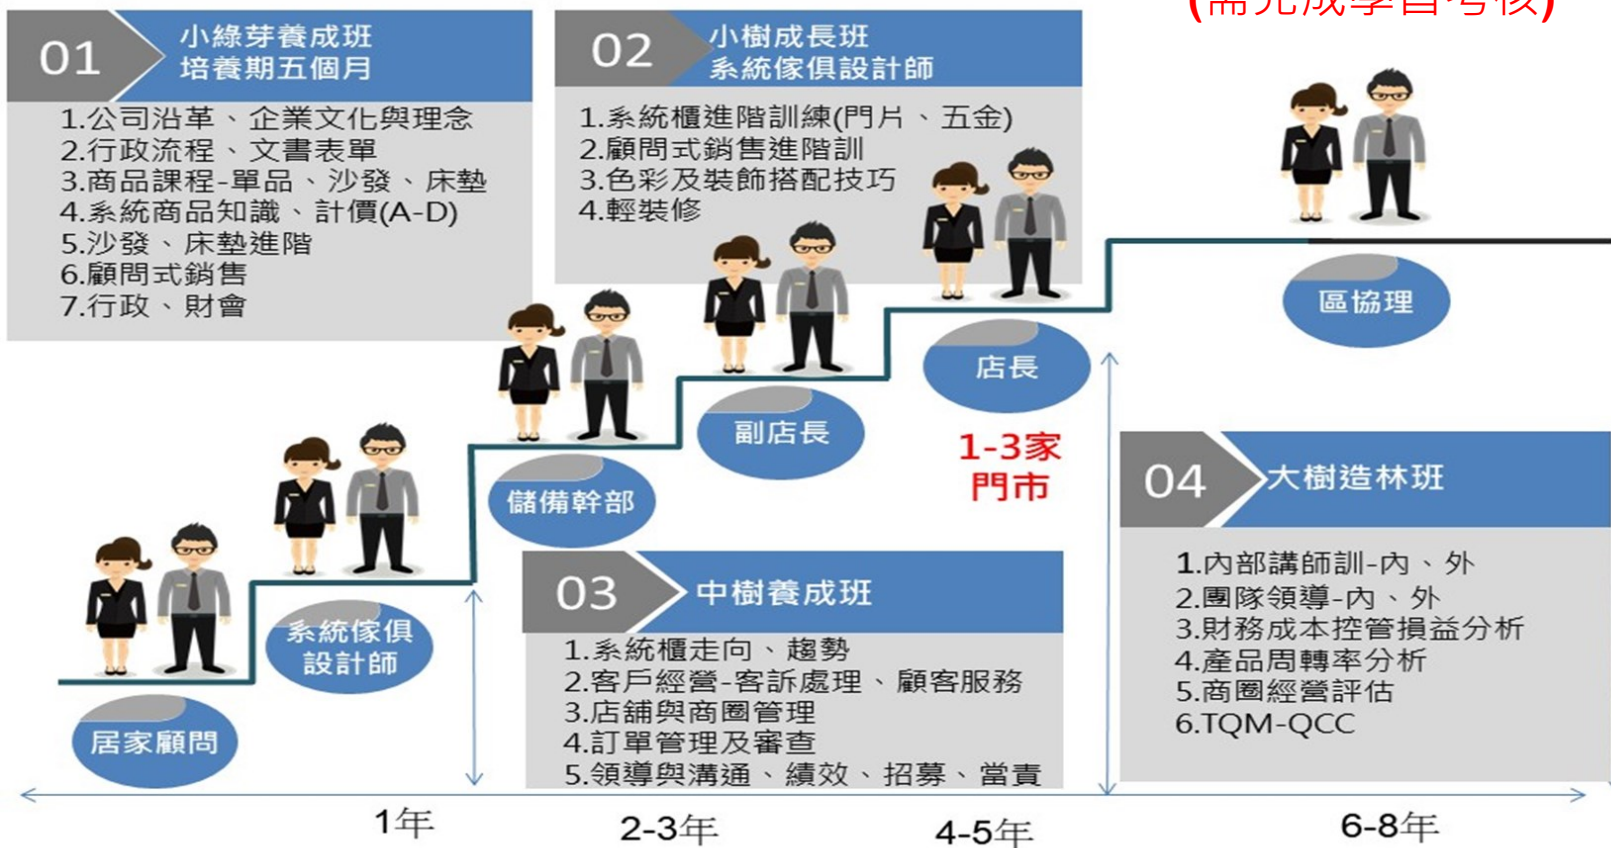 (需完成學習考核)
01
小綠芽養成班
培養期五個月
1.公司沿革、企業文化與理念
2.行政流程、文書表單
3.商品課程-單品、沙發、床墊
4.系統商品知識、計價(A-D)
5.沙發、床墊進階
6.顧問式銷售
7.行政、財會
02
小樹成長班
系統傢俱設計師
1.系統櫃進階訓練(門片、五金)
2.顧問式銷售進階訓
3.色彩及裝飾搭配技巧
4.輕裝修
區協理
店長
1-3家
門市
副店長
儲備幹部
系統傢俱
設計師
居家顧問
03
中樹養成班
1.系統櫃走向、趨勢
2.客戶經營-客訴處理、顧客服務
3.店舖與商圈管理
4.訂單管理及審查
5.領導與溝通、績效、招募、當責
04
大樹造林班
1.內部講師訓-內、外
2.團隊領導-內、外
3.財務成本控管損益分析
4.產品周轉率分析
5.商圈經營評估
6.TQM-QCC
1年
2-3年
4-5年
6-8年